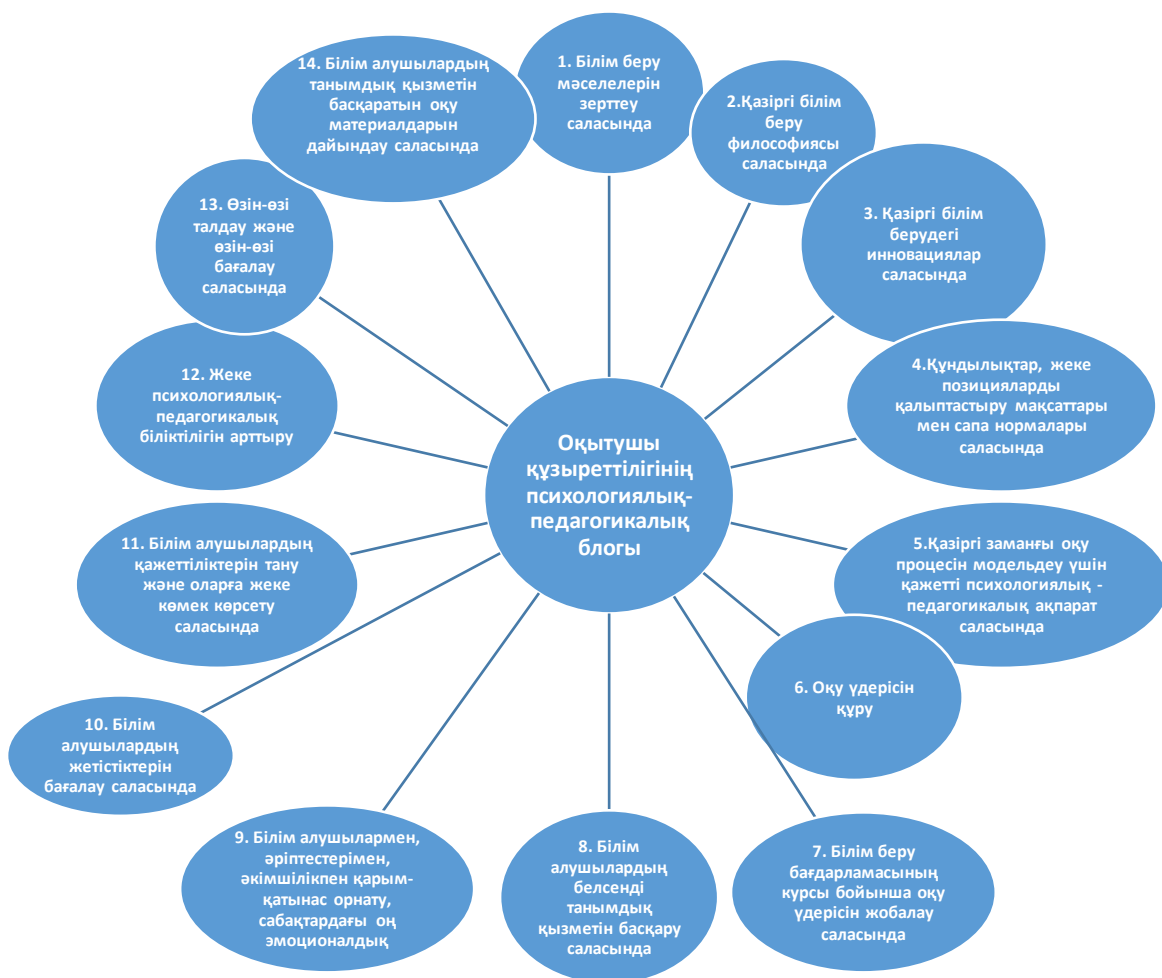 1. Білім беру
мәселелерін
зерттеу
саласында
2.Қазіргі білім
беру
философиясы
саласында
3. Қазіргі білім
берудегі
инновациялар
саласында
4.Құндылықтар, жеке
позицияларды
қалыптастыру мақсаттары
мен сапа нормалары
саласында
5.Қазіргі заманғы оқу
процесін модельдеу үшін
қажетті психологиялық -
педагогикалық ақпарат
саласында
6. Оқу үдерісін
құру
7. Білім беру
бағдарламасының
курсы бойынша оқу
үдерісін жобалау
саласында
8. Білім
алушылардың
белсенді
танымдық
қызметін басқару
саласында
9. Білім алушылармен,
әріптестерімен,
әкімшілікпен қарым-
қатынас орнату,
сабақтардағы оң
эмоционалдық
10. Білім
алушылардың
жетістіктерін
бағалау саласында
11. Білім алушылардың
қажеттіліктерін тану
және оларға жеке
көмек көрсету
саласында
12. Жеке
психологиялық-
педагогикалық
біліктілігін арттыру
13. Өзін-өзі
талдау және
өзін-өзі
бағалау
саласында
14. Білім алушылардың
танымдық қызметін
басқаратын оқу
материалдарын
дайындау саласында
Оқытушы
құзыреттілігінің
психологиялық-
педагогикалық
блогы